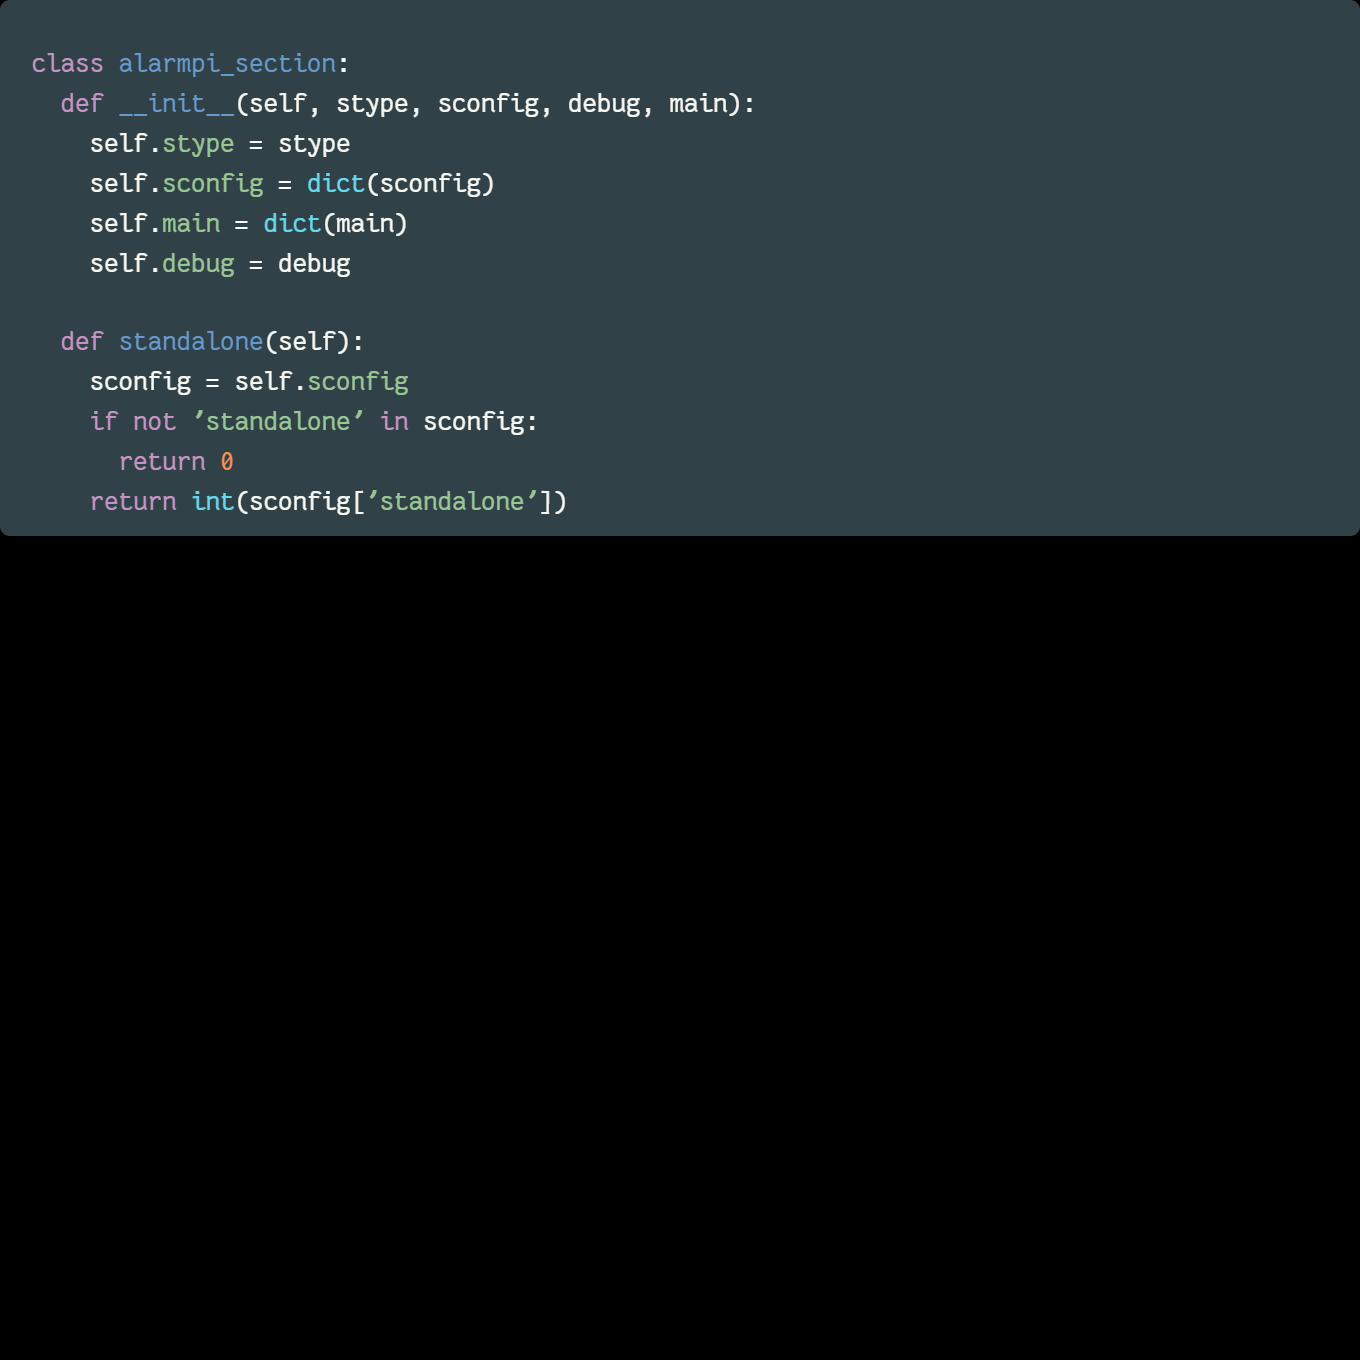 class alarmpi_section:
  def __init__(self, stype, sconfig, debug, main):
    self.stype = stype
    self.sconfig = dict(sconfig)
    self.main = dict(main)
    self.debug = debug

  def standalone(self):
    sconfig = self.sconfig
    if not ’standalone’ in sconfig:
      return 0
    return int(sconfig[’standalone’])